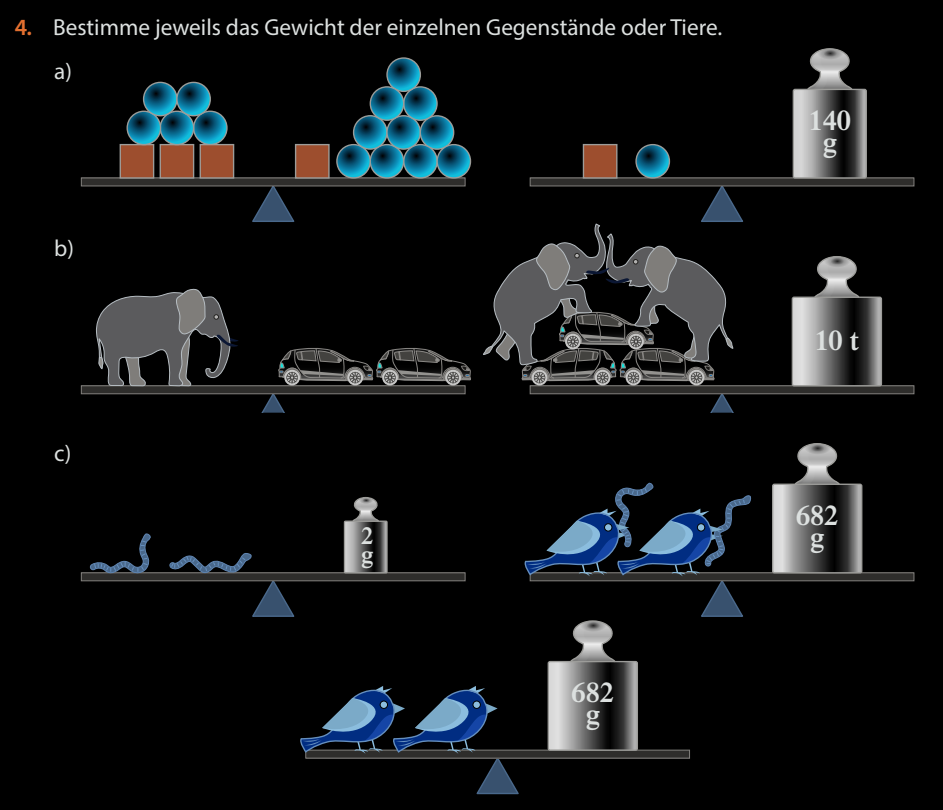 4. Bestimme jeweils das Gewicht der einzelnen Gegenstände oder Tiere.
a)
140
g
b)
10 t
c)
2
g
682
g
682
g